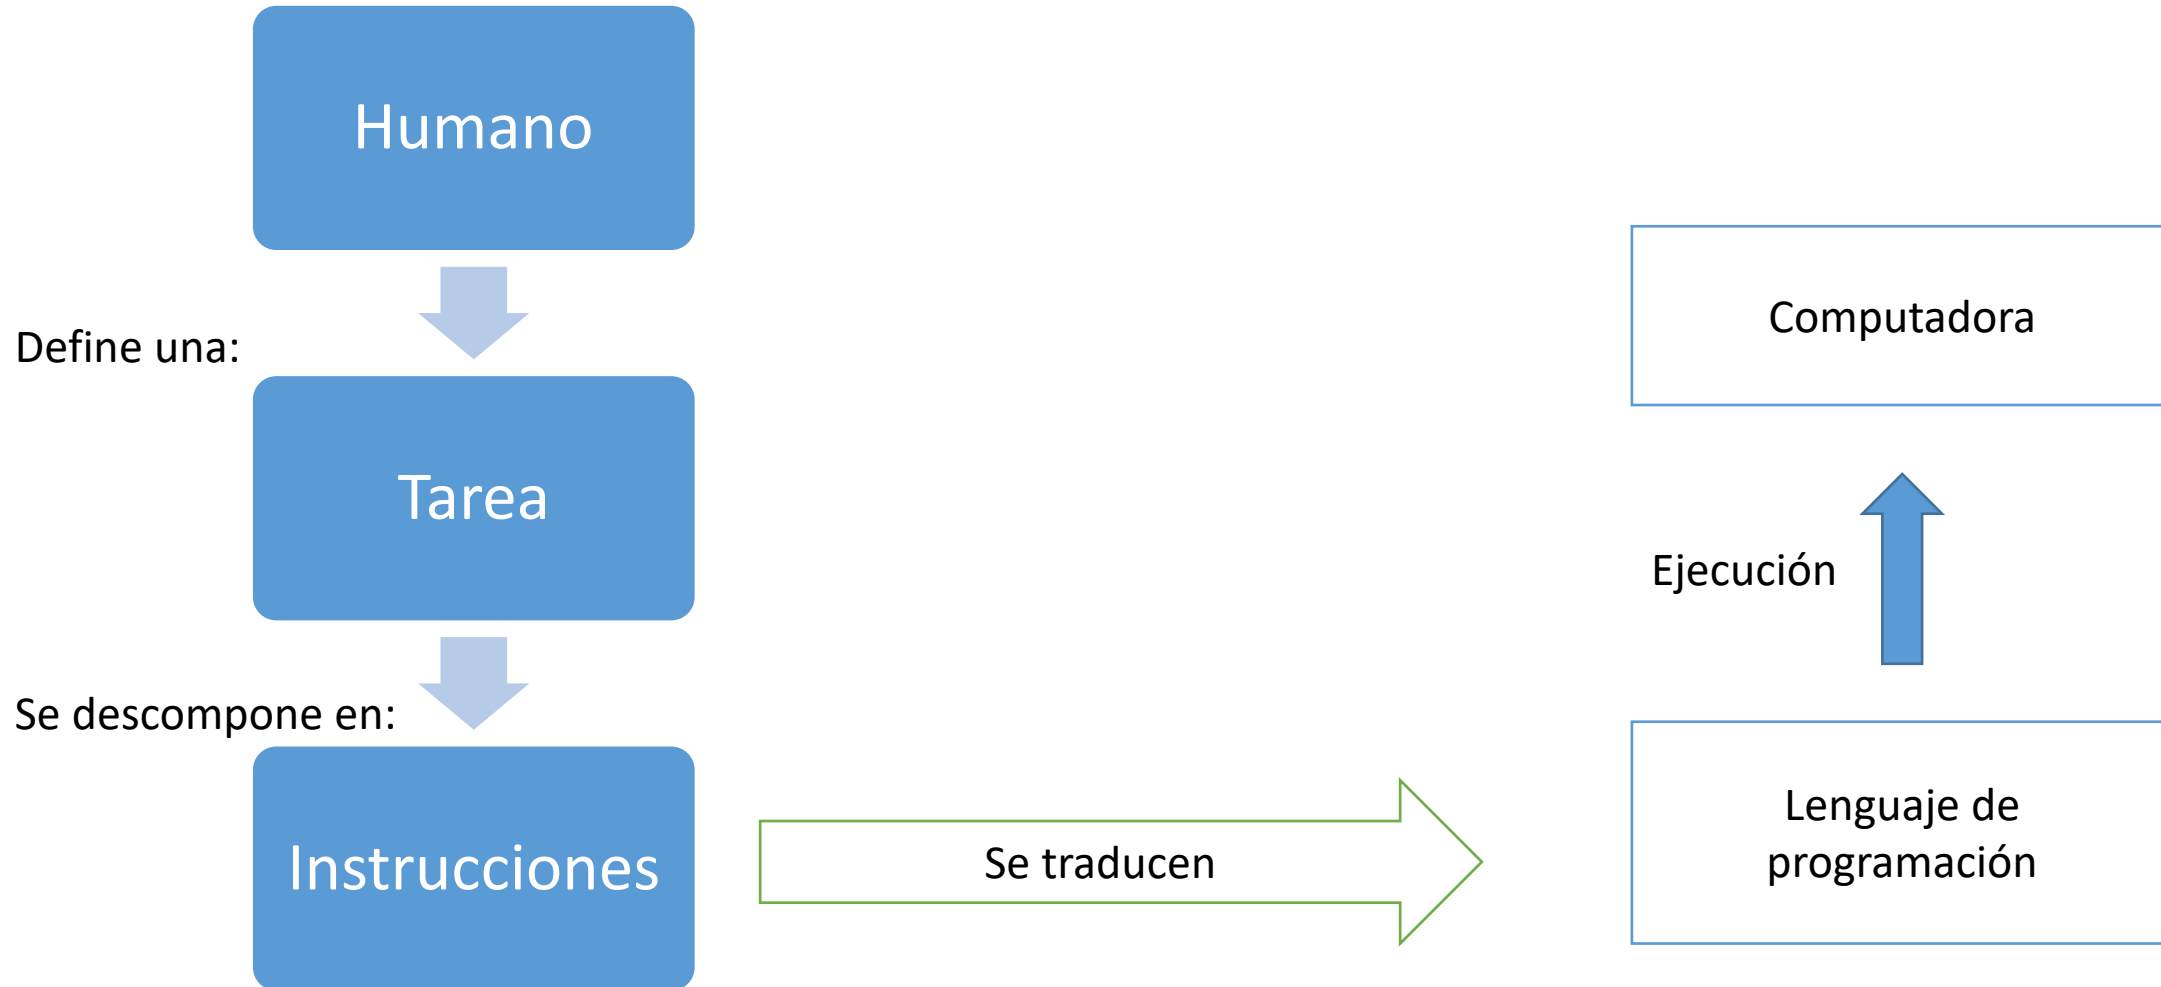 Humano
Define una:
Tarea
Se descompone en:
Instrucciones
Se traducen
Lenguaje de
programación
Ejecución
Computadora